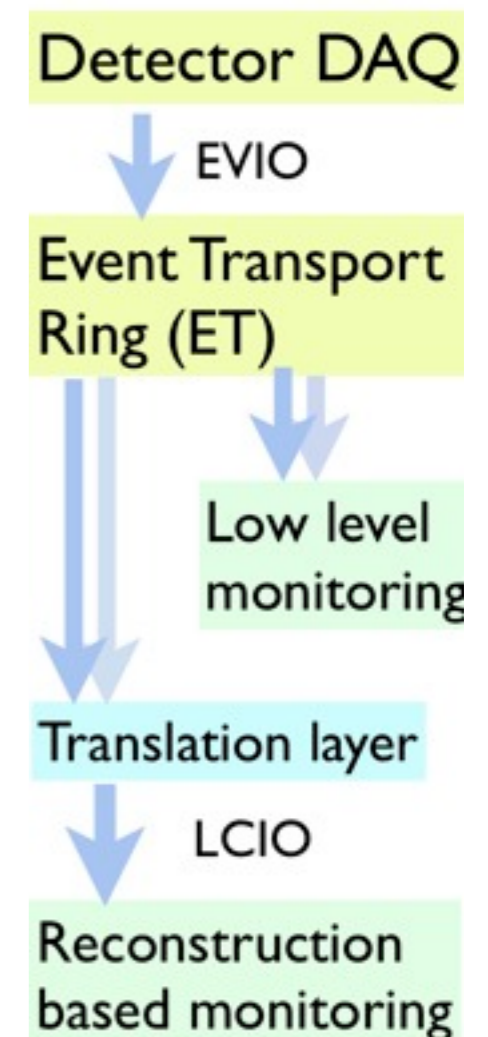 Detector DAQ
EVIO
Event Transport
Ring (ET)
Low level
monitoring
Translation layer
LCIO
Reconstruction
based monitoring